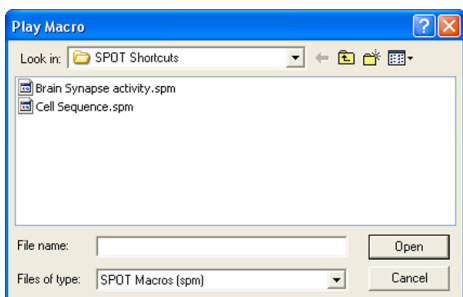 Play Macro
Look in: SPOT Shortcuts
Brain Synapse activity.spm
Cell Sequence.spm
File name: Open
Files of type: SPOT Macros (spm) Cancel